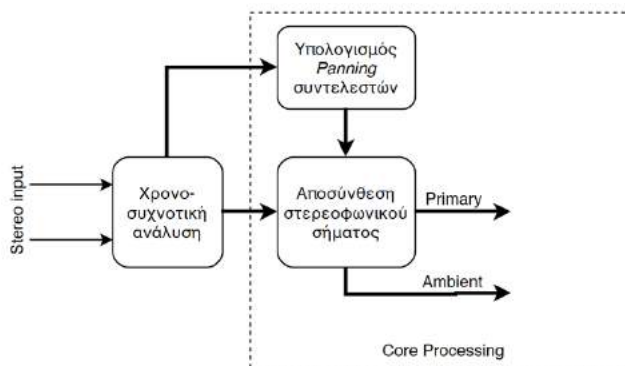 Υπολογισμός
Panning
συντελεστών
Stereo input
Χρονο-
συχνοτική
ανάλυση
Αποσύνθεση
στερεοφωνικού
σήματος
Primary
Ambient
Core Processing